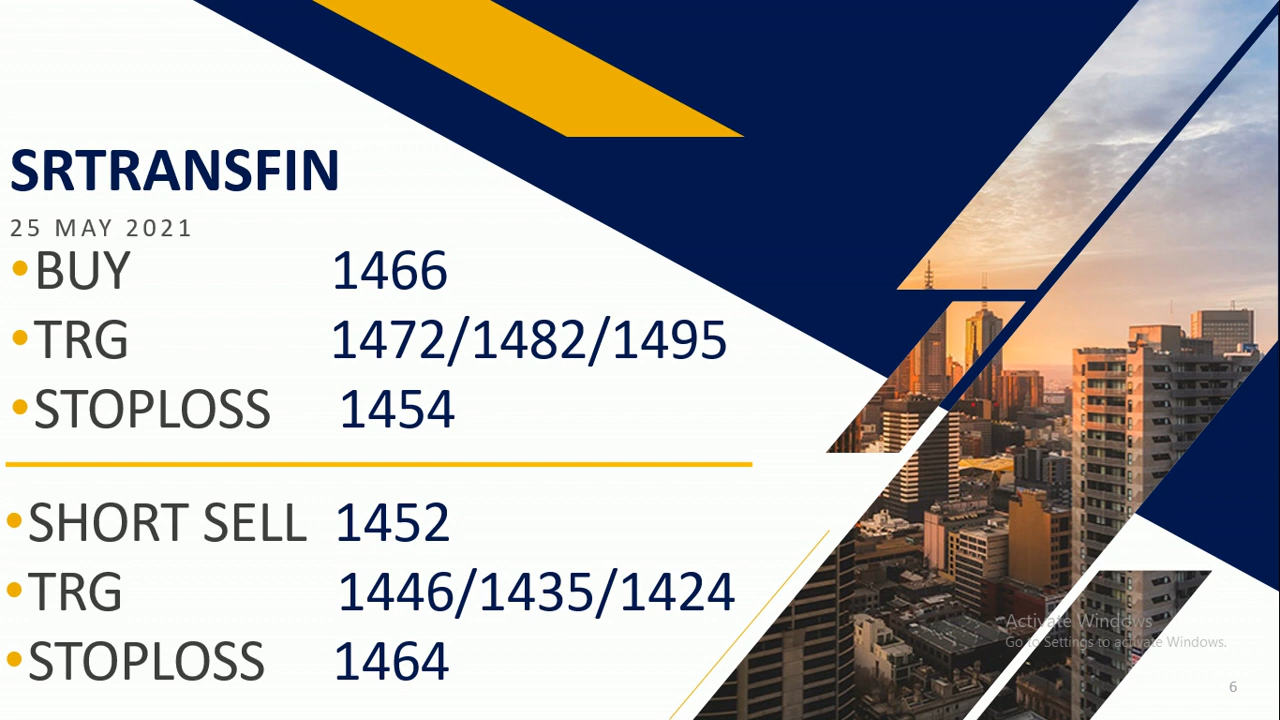 SRTRANSFIN
25 MAY 2021
•BUY 1466
•TRG 1472/1482/1495
•STOPLOSS 1454
•SHORT SELL 1452
•TRG 1446/1435/1424
•STOPLOSS 1464
Activate Windows
Go to Settings to activate Windows.
6